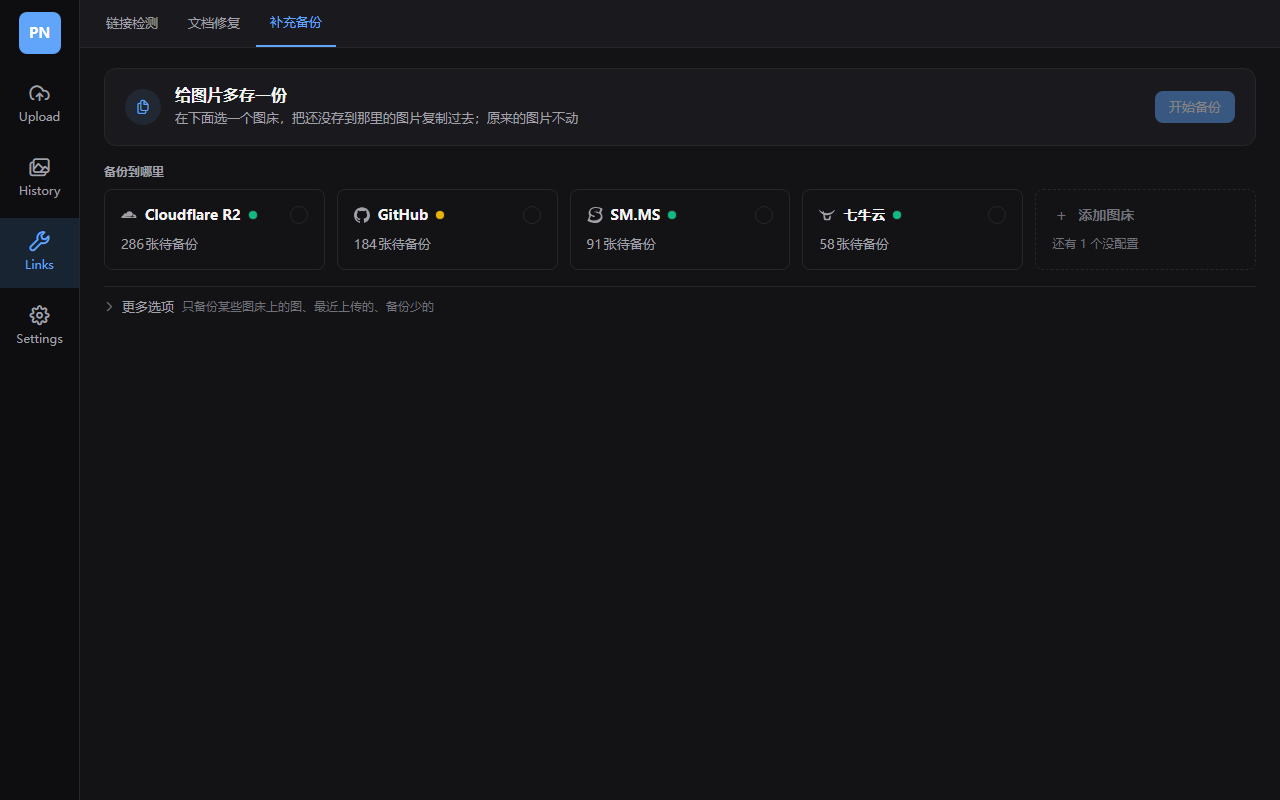 PN
Upload
History
Links
Settings
链接检测
文档修复
补充备份
给图片多存一份
在下面选一个图床，把还没存到那里的图片复制过去；原来的图片不动
开始备份
备份到哪里
Cloudflare R2
286张待备份
GitHub
184张待备份
SM.MS
91张待备份
七牛云
58张待备份
+ 添加图床
还有 1 个没配置
更多选项 只备份某些图床上的图、最近上传的、备份少的